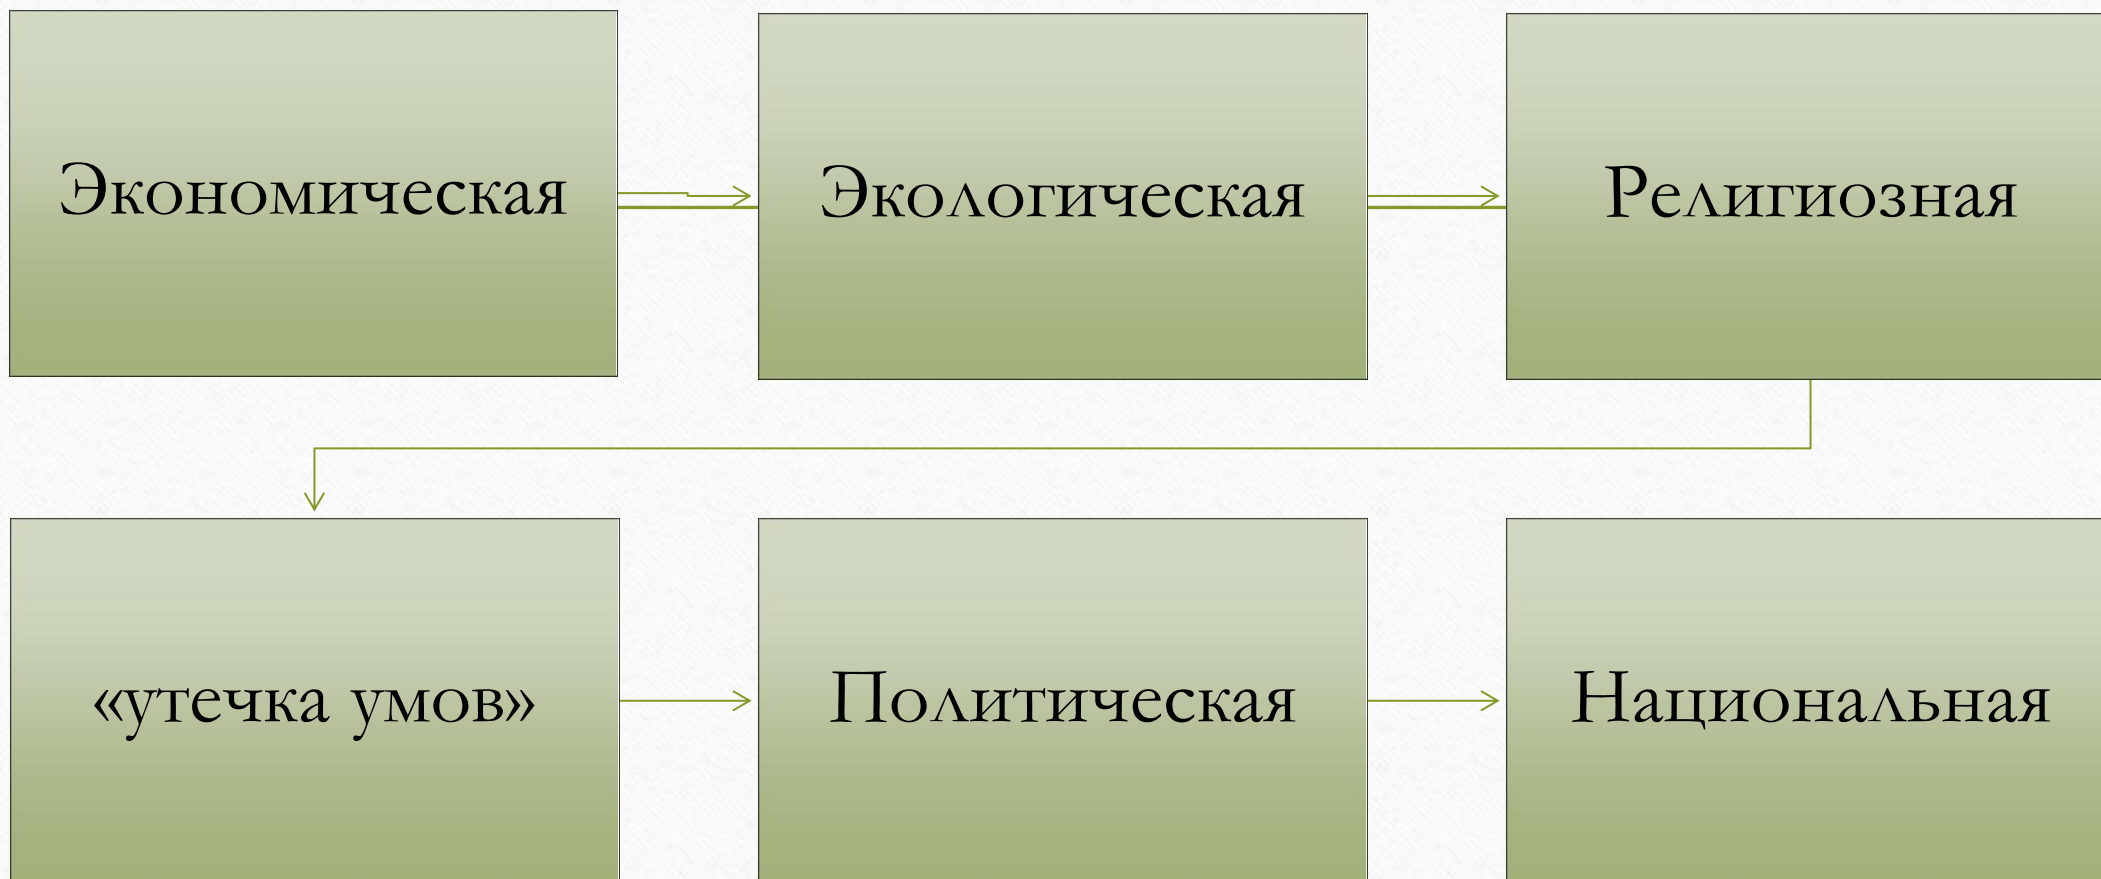 Экономическая
Экологическая
Религиозная
«утечка умов»
Политическая
Национальная